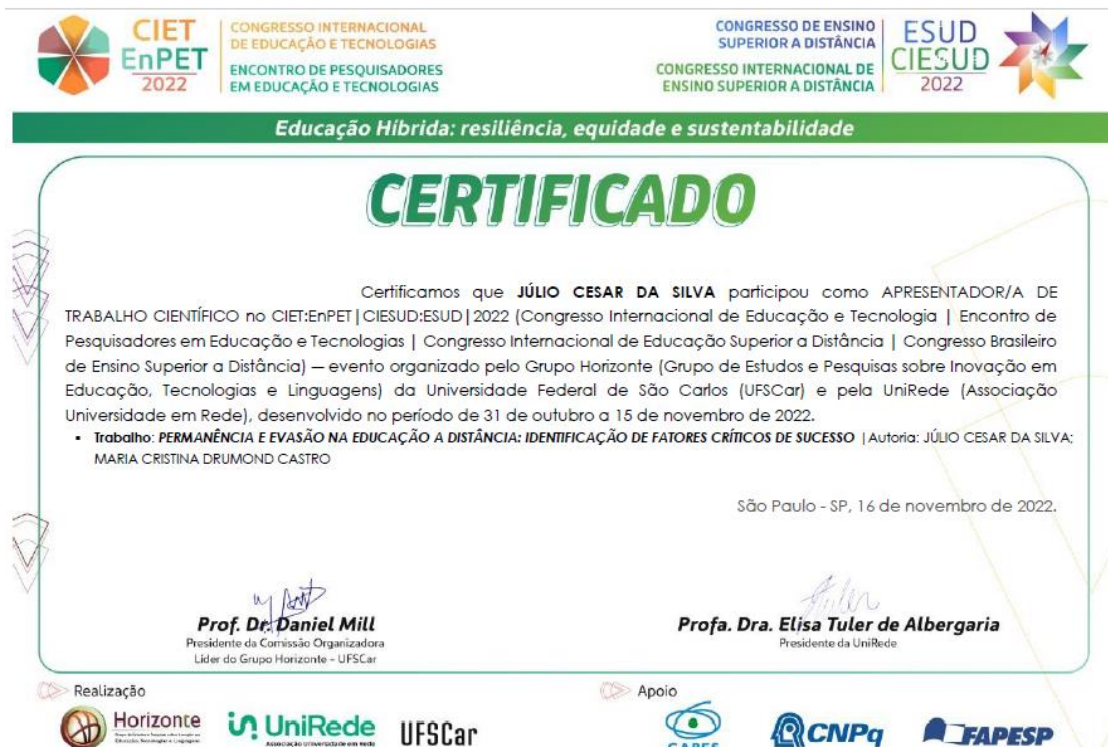 CIET
EnPET
2022
CONGRESSO INTERNACIONAL
DE EDUCAÇÃO E TECNOLOGIAS
ENCONTRO DE PESQUISADORES
EM EDUCAÇÃO E TECNOLOGIAS
CONGRESSO DE ENSINO
SUPERIOR A DISTÂNCIA
CONGRESSO INTERNACIONAL DE
ENSINO SUPERIOR A DISTÂNCIA
ESUD
CIESUD
2022
Educação Híbrida: resiliência, equidade e sustentabilidade
CERTIFICADO
Certificamos que JÚLIO CESAR DA SILVA participou como APRESENTADOR/A DE
TRABALHO CIENTÍFICO no CIET:EnPET|CIESUD:ESUD|2022 (Congresso Internacional de Educação e Tecnologia | Encontro de
Pesquisadores em Educação e Tecnologias | Congresso Internacional de Educação Superior a Distância | Congresso Brasileiro
de Ensino Superior a Distância) — evento organizado pelo Grupo Horizonte (Grupo de Estudos e Pesquisas sobre Inovação em
Educação, Tecnologias e Linguagens) da Universidade Federal de São Carlos (UFSCar) e pela UniRede (Associação
Universidade em Rede), desenvolvido no período de 31 de outubro a 15 de novembro de 2022.
▪ Trabalho: PERMANÊNCIA E EVASÃO NA EDUCAÇÃO A DISTÂNCIA: IDENTIFICAÇÃO DE FATORES CRÍTICOS DE SUCESSO |Autoria: JÚLIO CESAR DA SILVA;
MARIA CRISTINA DRUMOND CASTRO
São Paulo - SP, 16 de novembro de 2022.
Prof. Dr. Daniel Mill
Presidente da Comissão Organizadora
Líder do Grupo Horizonte – UFSCar
Profa. Dra. Elisa Tuler de Albergaria
Presidente da UniRede
Realização
Horizonte
UniRede
Associação Universidade em Rede
UFSCar
Apoio
CAPES
CNPq
FAPESP